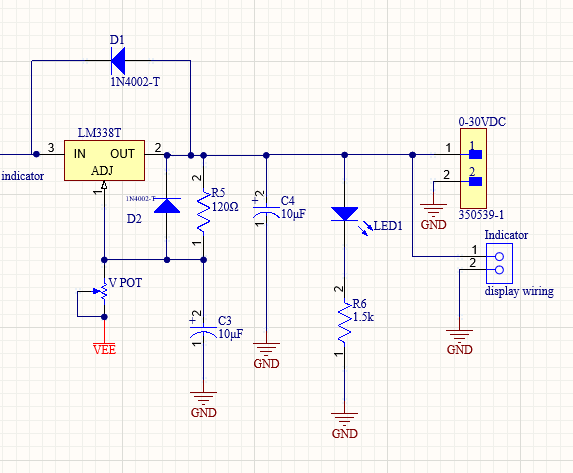 D1
1N4002-T
LM338T
3
IN
OUT
2
ADJ
1
indicator
1N4002-T
D2
2
R5
120Ω
1
+
2
C4
10µF
1
LED1
0-30VDC
1
1
2
2
350539-1
GND
Indicator
1
2
display wiring
GND
V POT
VEE
+
2
C3
10µF
1
GND
GND
2
R6
1.5k
1
GND